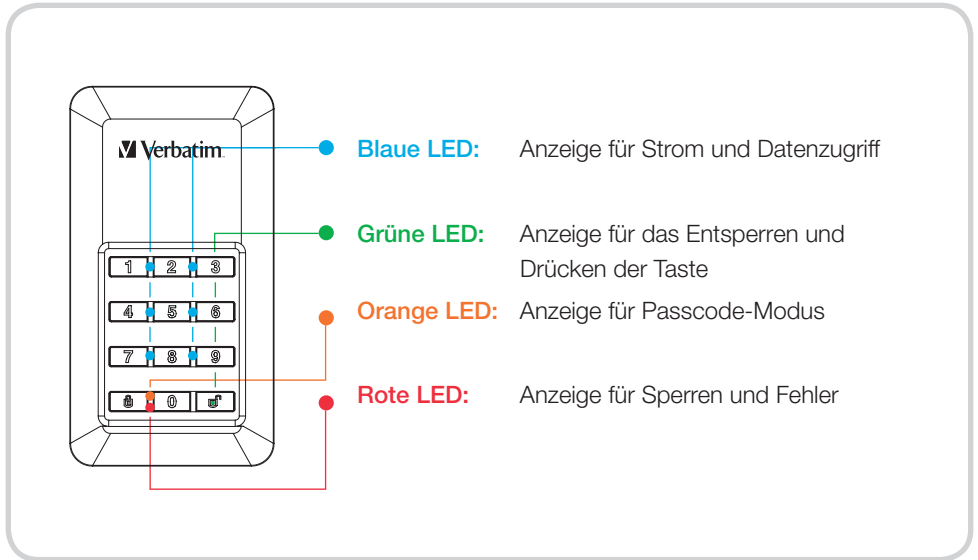 Verbatim.
Blaue LED: Anzeige für Strom und Datenzugriff
Grüne LED: Anzeige für das Entsperren und
Drücken der Taste
1 2 3
4 5 6
Orange LED: Anzeige für Passcode-Modus
7 8 9
0
Rote LED: Anzeige für Sperren und Fehler